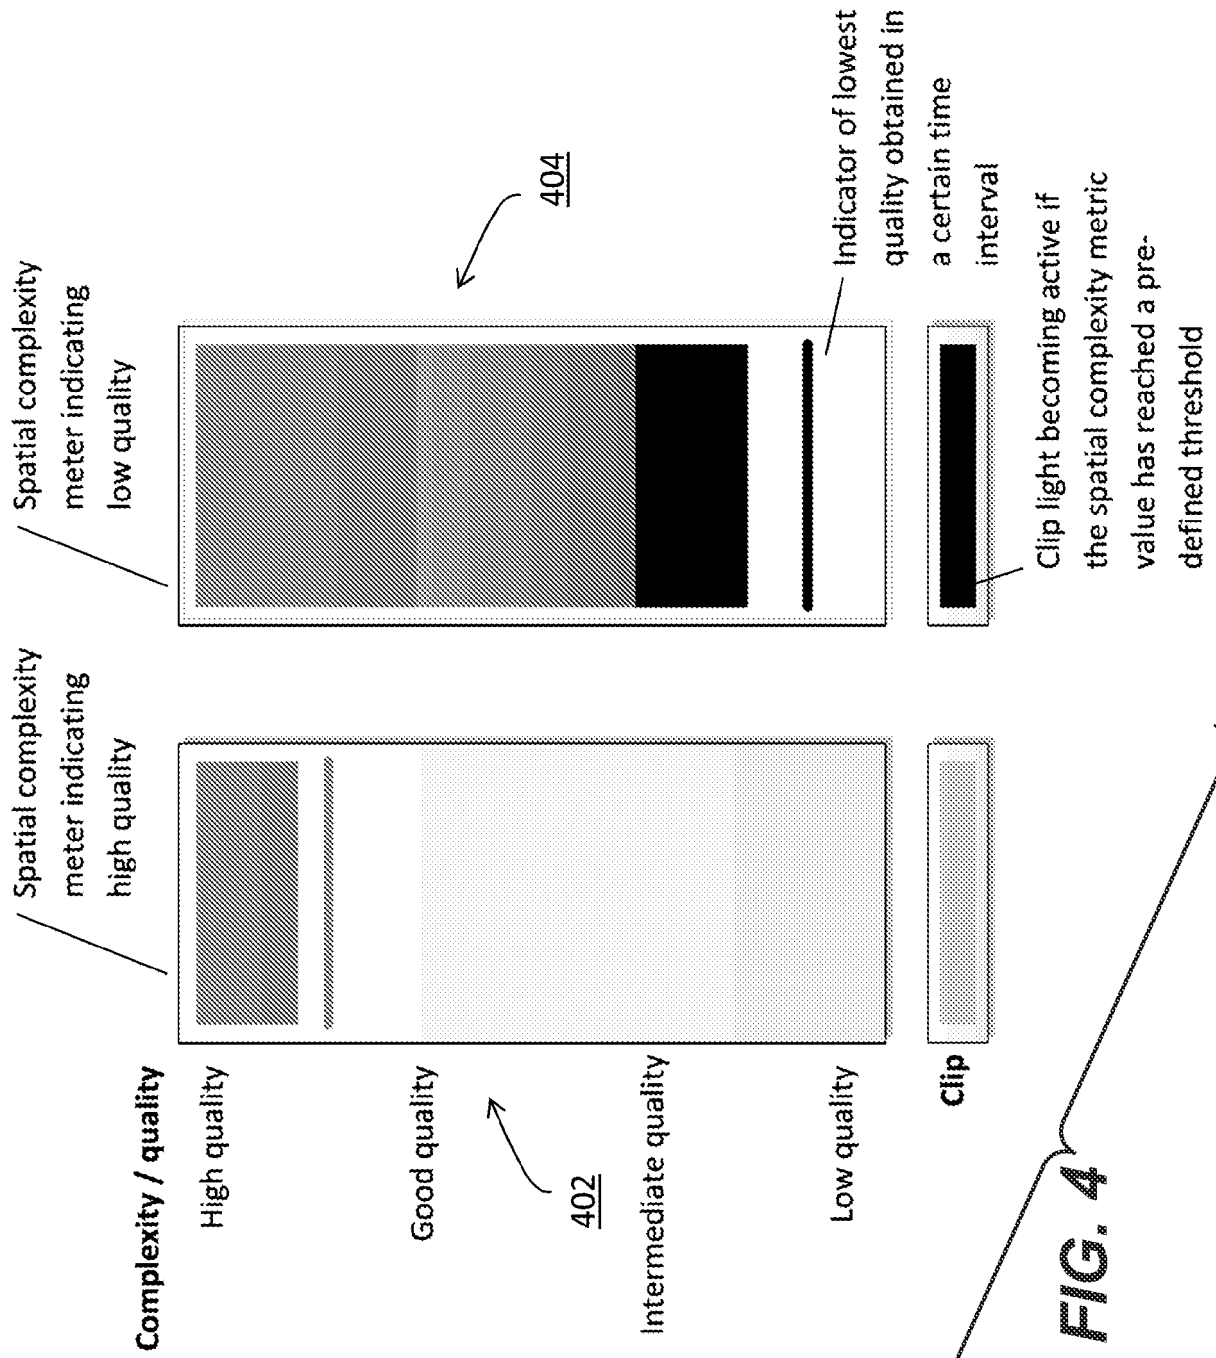 Complexity / quality
High quality
Good quality
402
Intermediate quality
Low quality
Clip
Spatial complexity
meter indicating
high quality
Spatial complexity
meter indicating
low quality
404
Indicator of lowest
quality obtained in
a certain time
interval
Clip light becoming active if
the spatial complexity metric
value has reached a pre-
defined threshold
FIG. 4